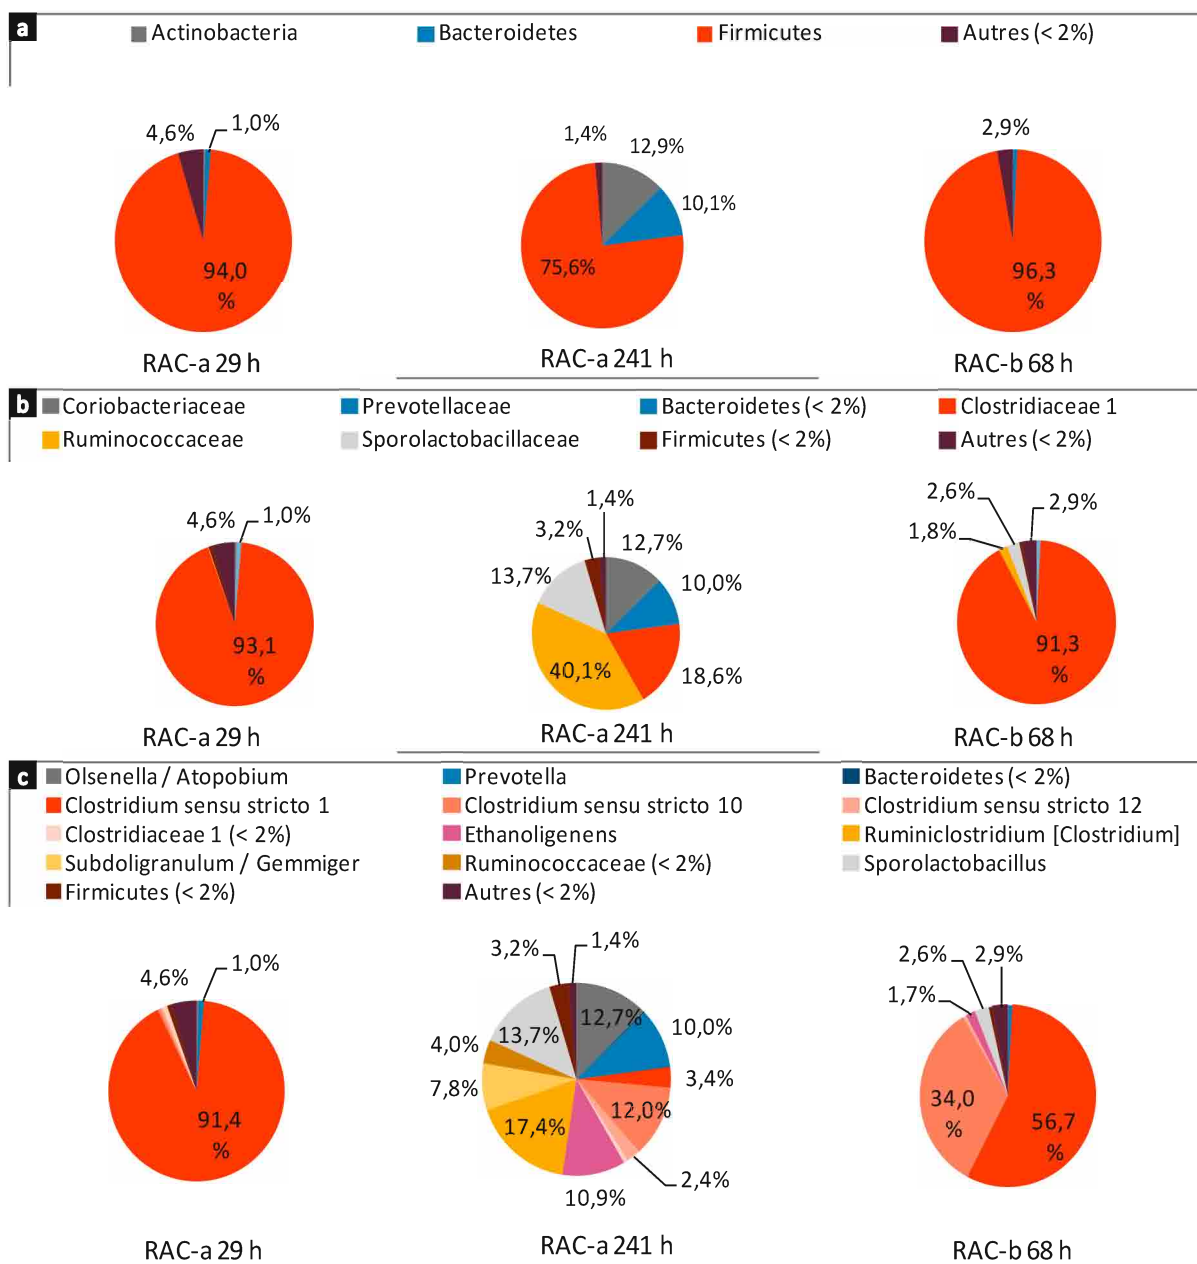 a
Actinobacteria Bacteroidetes Firmicutes Autres (< 2%)
4,6% 1,0%
94,0
%
RAC-a 29 h
1,4% 12,9%
10,1%
75,6%
RAC-a 241 h
2,9%
96,3
%
RAC-b 68 h
b
Coriobacteriaceae Prevotellaceae Bacteroidetes (< 2%) Clostridiaceae 1
Ruminococcaceae Sporolactobacillaceae Firmicutes (< 2%) Autres (< 2%)
4,6% 1,0%
93,1
%
RAC-a 29 h
1,4%
3,2% 12,7%
13,7% 10,0%
40,1% 18,6%
RAC-a 241 h
2,6% 2,9%
1,8%
91,3
%
RAC-b 68 h
c
Olsenella / Atopobium Prevotella Bacteroidetes (< 2%)
Clostridium sensu stricto 1 Clostridium sensu stricto 10 Clostridium sensu stricto 12
Clostridiaceae 1 (< 2%) Ethanoligenens Ruminiclostridium [Clostridium]
Subdoligranulum / Gemmiger Ruminococcaceae (< 2%) Sporolactobacillus
Firmicutes (< 2%) Autres (< 2%)
4,6% 1,0%
91,4
%
RAC-a 29 h
3,2% 1,4%
13,7% 12,7%
10,0%
4,0% 3,4%
7,8% 12,0%
17,4%
2,4%
10,9%
RAC-a 241 h
2,6% 2,9%
1,7%
34,0
%
56,7
%
RAC-b 68 h